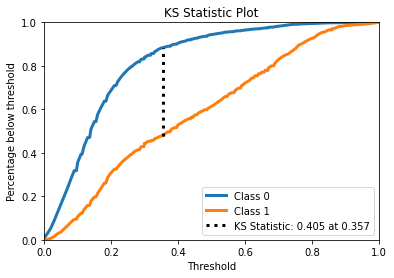 KS Statistic Plot
1.0
0.8
0.6
0.4
0.2
0.0
Percentage below threshold
Class 0
Class 1
KS Statistic: 0.405 at 0.357
0.0 0.2 0.4 0.6 0.8 1.0
Threshold